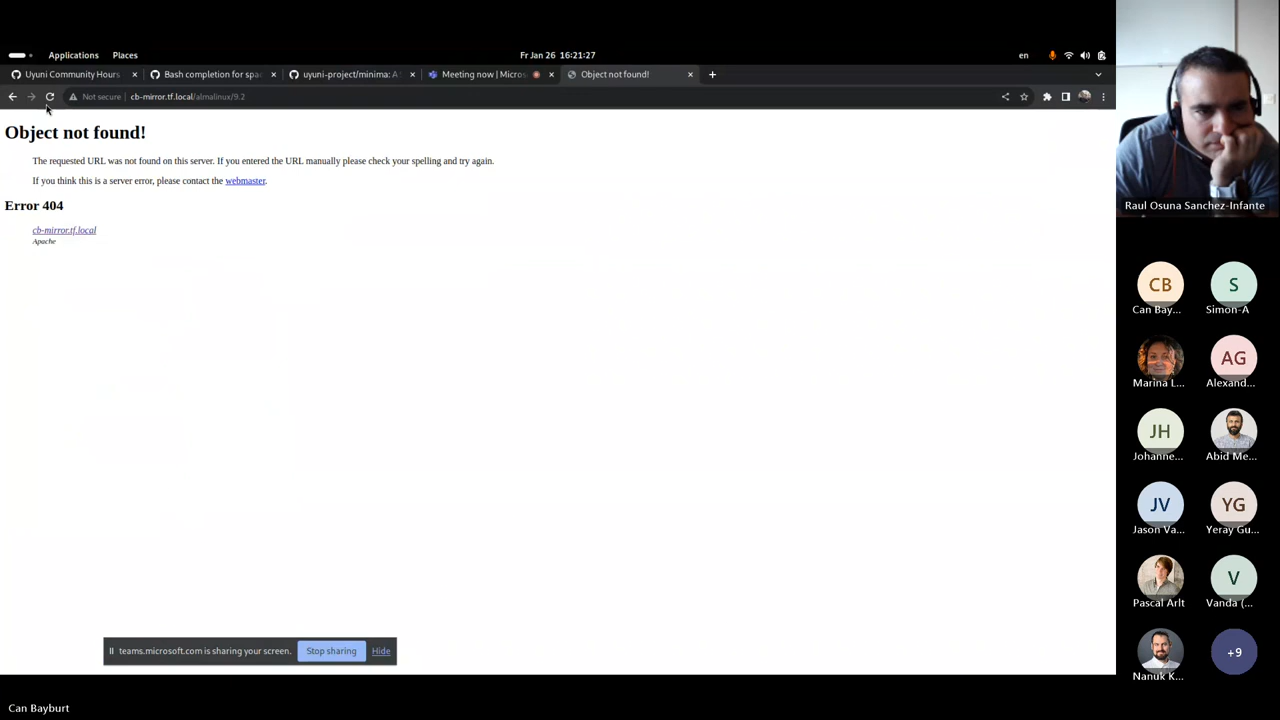 Applications Places Fr Jan 26 16:21:27 en
Uyuni Community Hours Bash completion for spa uyuni-project/minima: A Meeting now | Micros Object not found!
Not secure cb-mirror.tf.local/almalinux/9.2
Object not found!
The requested URL was not found on this server. If you entered the URL manually please check your spelling and try again.
If you think this is a server error, please contact the webmaster.
Error 404
cb-mirror.tf.local
Apache
teams.microsoft.com is sharing your screen. Stop sharing Hide
Can Bayburt
Raul Osuna Sanchez-Infante
CB S
Can Bay... Simon-A
AG
Marina L... Alexand...
JH
Johanne... Abid Me...
JV YG
Jason Va... Yeray Gu...
V
Pascal Arlt Vanda (...
+9
Nanuk K...